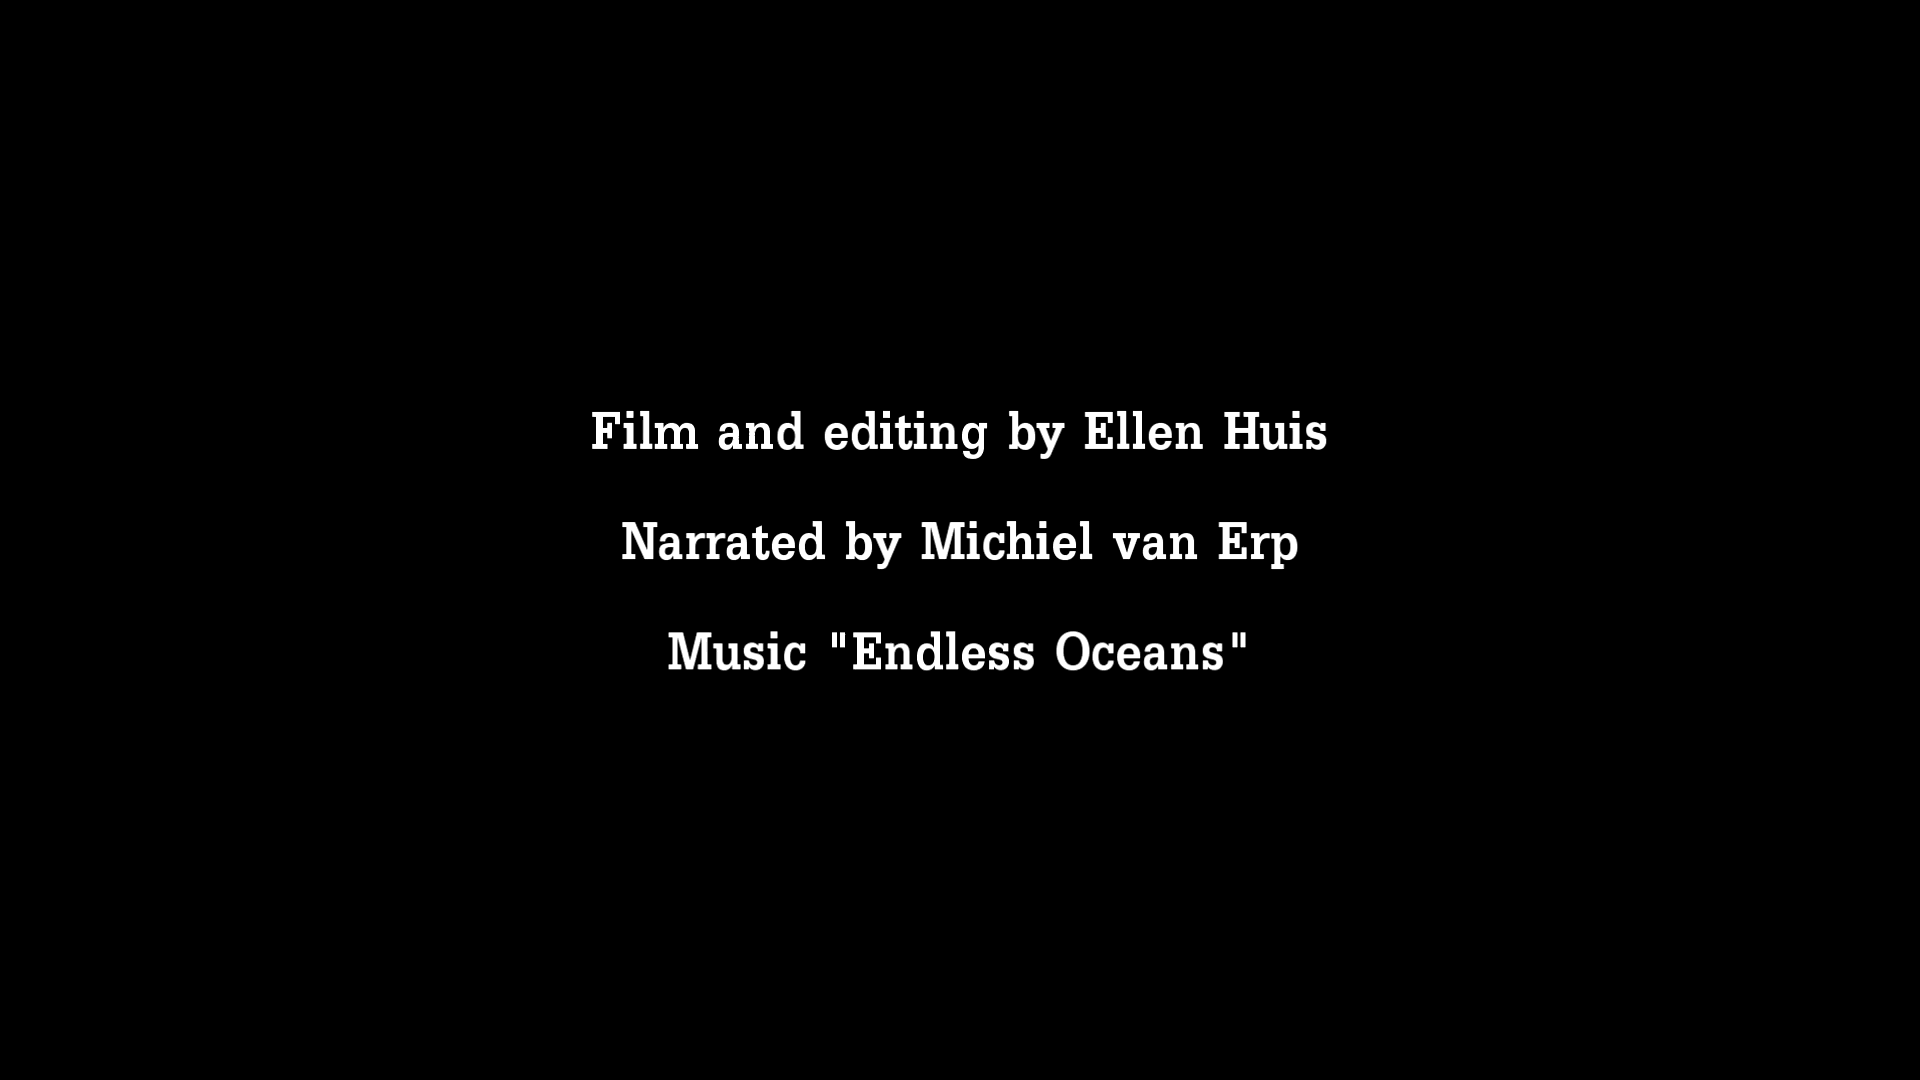 Film and editing by Ellen Huis
Narrated by Michiel van Erp
Music "Endless Oceans"